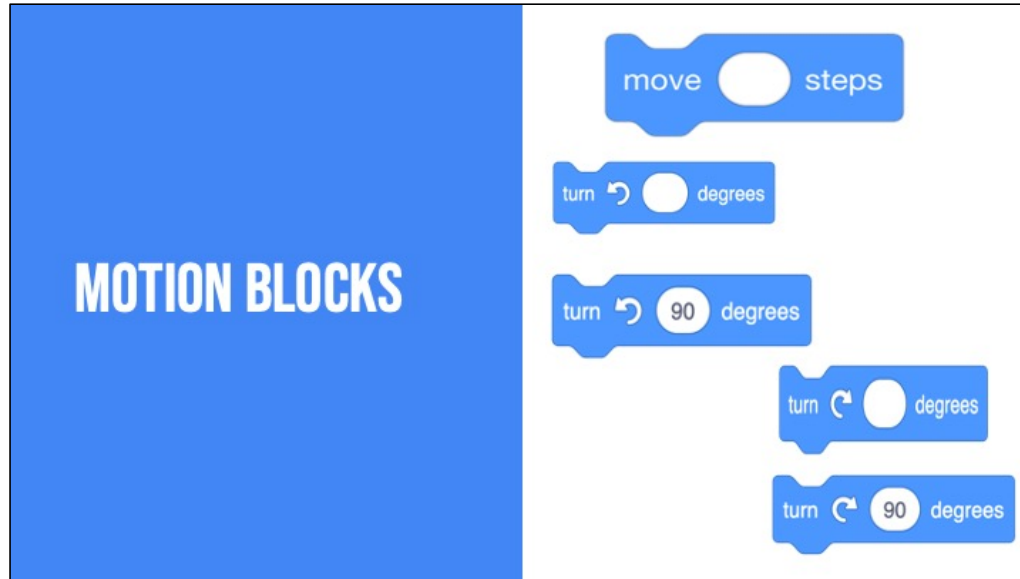 MOTION BLOCKS
move steps
turn degrees
turn 90 degrees
turn degrees
turn 90 degrees